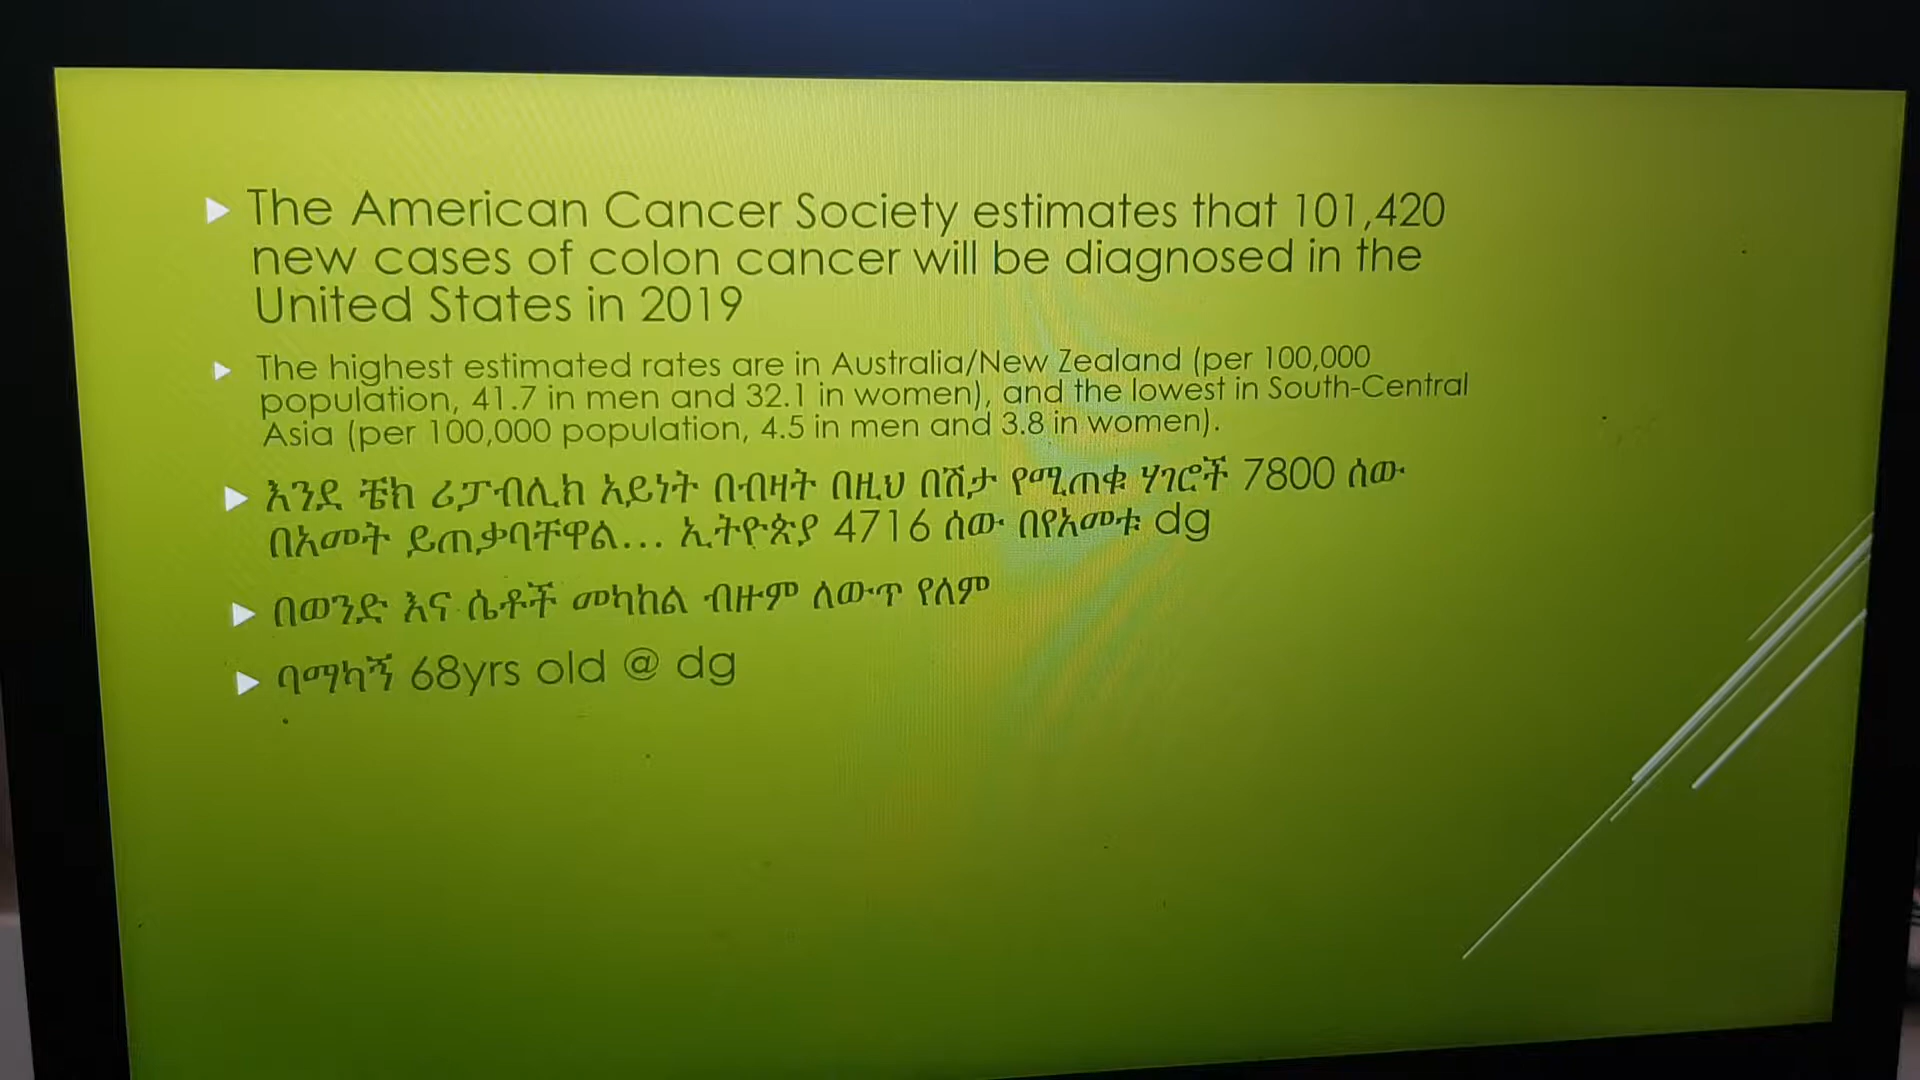 The American Cancer Society estimates that 101,420
new cases of colon cancer will be diagnosed in the
United States in 2019
The highest estimated rates are in Australia/New Zealand (per 100,000
population, 41.7 in men and 32.1 in women), and the lowest in South-Central
Asia (per 100,000 population, 4.5 in men and 3.8 in women).
እንደ ቼክ ሪፓብሊክ አይነት በብዛት በዚህ በሽታ የሚጠቁ ሃገሮች 7800 ሰው
በአመት ይጠቃባቸዋል... ኢትዮጵያ 4716 ሰው በየአመቱ dg
በወንድ እና ሴቶች መካከል ብዙም ለውጥ የለም
ባማካኝ 68yrs old @ dg